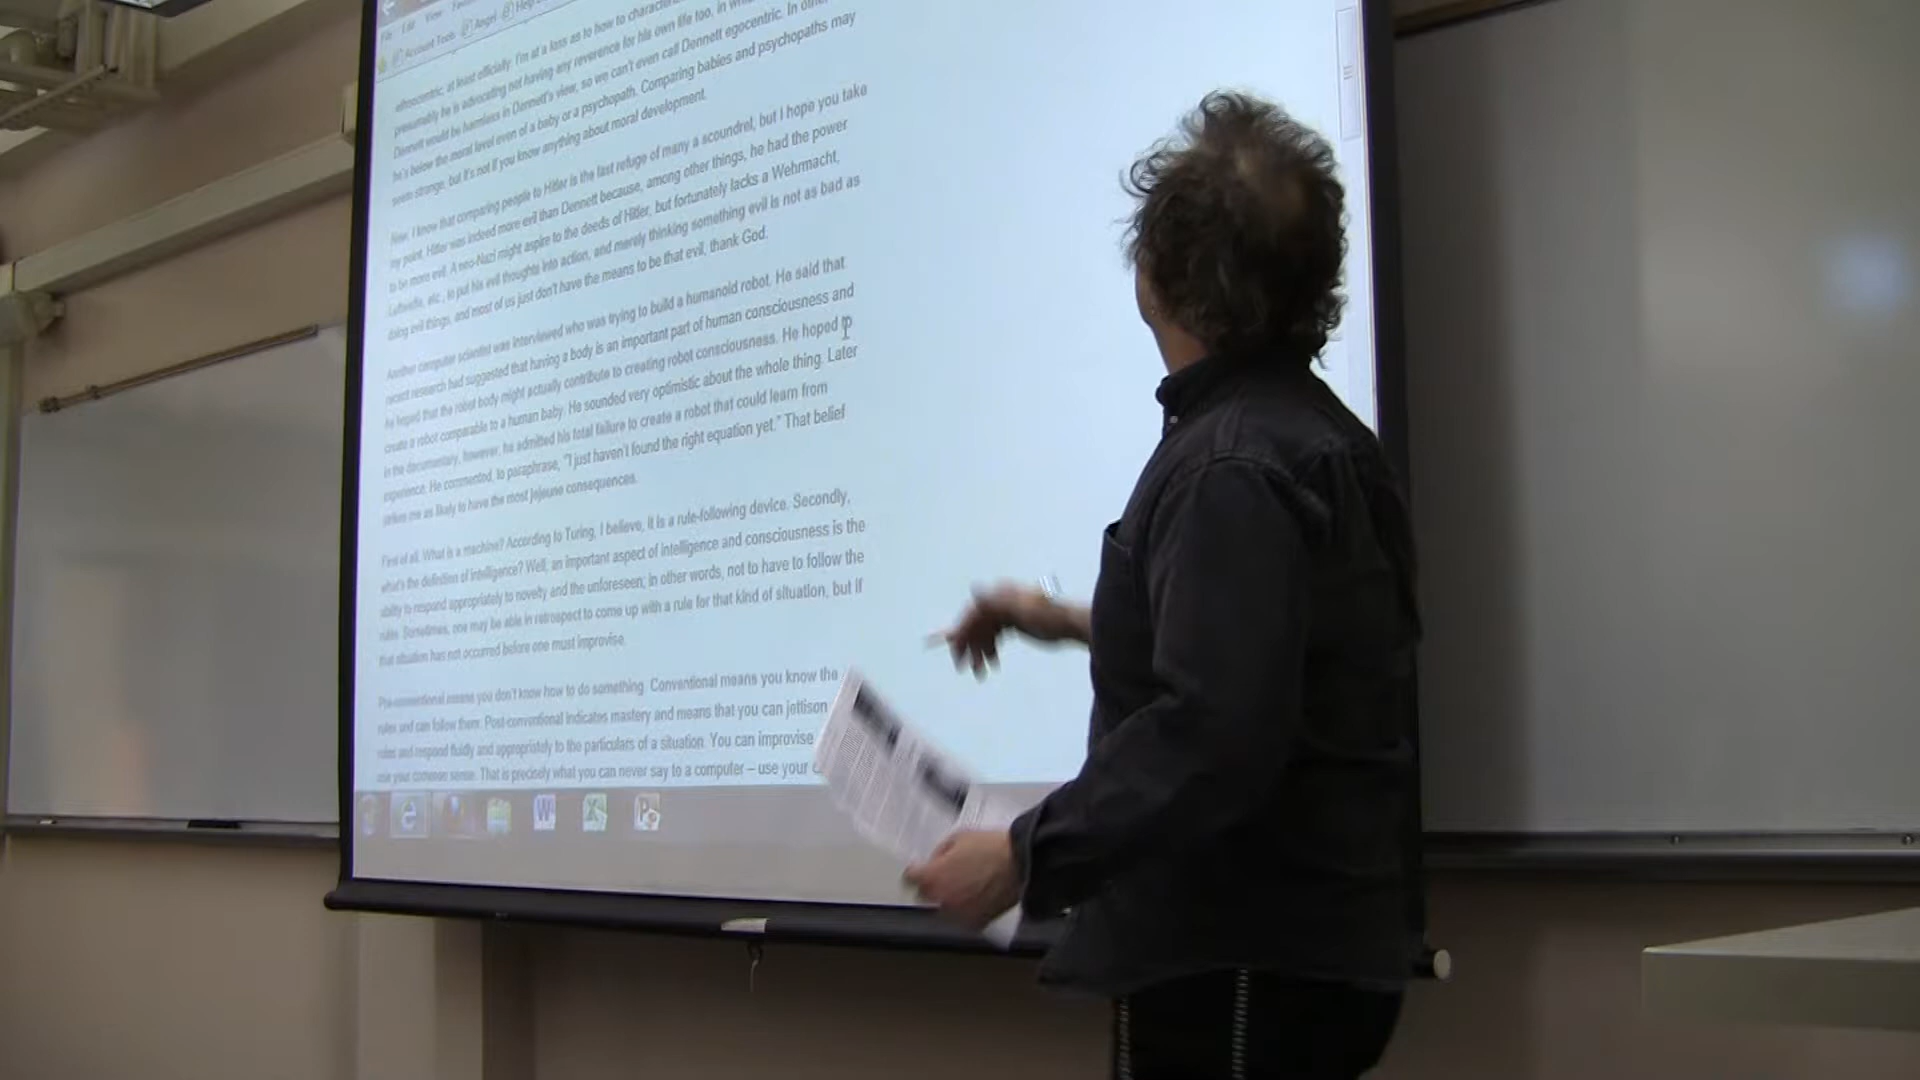 File Edit View
Account Tools Angel Help
ethnocentric, at least officially. I'm at a loss as to how to
presumably he is advocating not having any reverence for his own life too, in
Dennett would be harmless in Dennett's view, so we can't even call Dennett egocentric. In other
he's below the moral level even of a baby or a psychopath. Comparing babies and psychopaths may
seem strange, but it's not if you know anything about moral development.
Now, I know that comparing people to Hitler is the last refuge of many a scoundrel, but I hope you take
my point. Hitler was indeed more evil than Dennett because, among other things, he had the power
to be more evil. A neo-Nazi might aspire to the deeds of Hitler, but fortunately lacks a Wehrmacht,
Luftwaffe, etc., to put his evil thoughts into action, and merely thinking something evil is not as bad as
doing evil things, and most of us just don't have the means to be that evil, thank God.
Another computer scientist was interviewed who was trying to build a humanoid robot. He said that
recent research had suggested that having a body is an important part of human consciousness and
he hoped that the robot body might actually contribute to creating robot consciousness. He hoped to
create a robot comparable to a human baby. He sounded very optimistic about the whole thing. Later
in the documentary, however, he admitted his total failure to create a robot that could learn from
experience. He commented, to paraphrase, "I just haven't found the right equation yet." That belief
strikes me as likely to have the most jejeune consequences.
First of all. What is a machine? According to Turing, I believe, it is a rule-following device. Secondly,
what's the definition of intelligence? Well, an important aspect of intelligence and consciousness is the
ability to respond appropriately to novelty and the unforeseen; in other words, not to have to follow the
rules. Sometimes, one may be able in retrospect to come up with a rule for that kind of situation, but if
that situation has not occurred before one must improvise.
Pre-conventional means you don't know how to do something. Conventional means you know the
rules and can follow them. Post-conventional indicates mastery and means that you can jettison
rules and respond fluidly and appropriately to the particulars of a situation. You can improvise
use your common sense. That is precisely what you can never say to a computer – use your